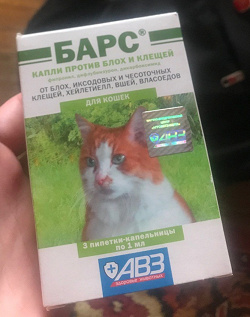 БАРС®
КАПЛИ ПРОТИВ БЛОХ И КЛЕЩЕЙ
ОТ БЛОХ, ИКСОДОВЫХ И ЧЕСОТОЧНЫХ
КЛЕЩЕЙ, ХЕЙЛЕТИЕЛЛ, ВШЕЙ, ВЛАСОЕДОВ
ДЛЯ КОШЕК
3 пипетки-капельницы
по 1 мл
АВЗ